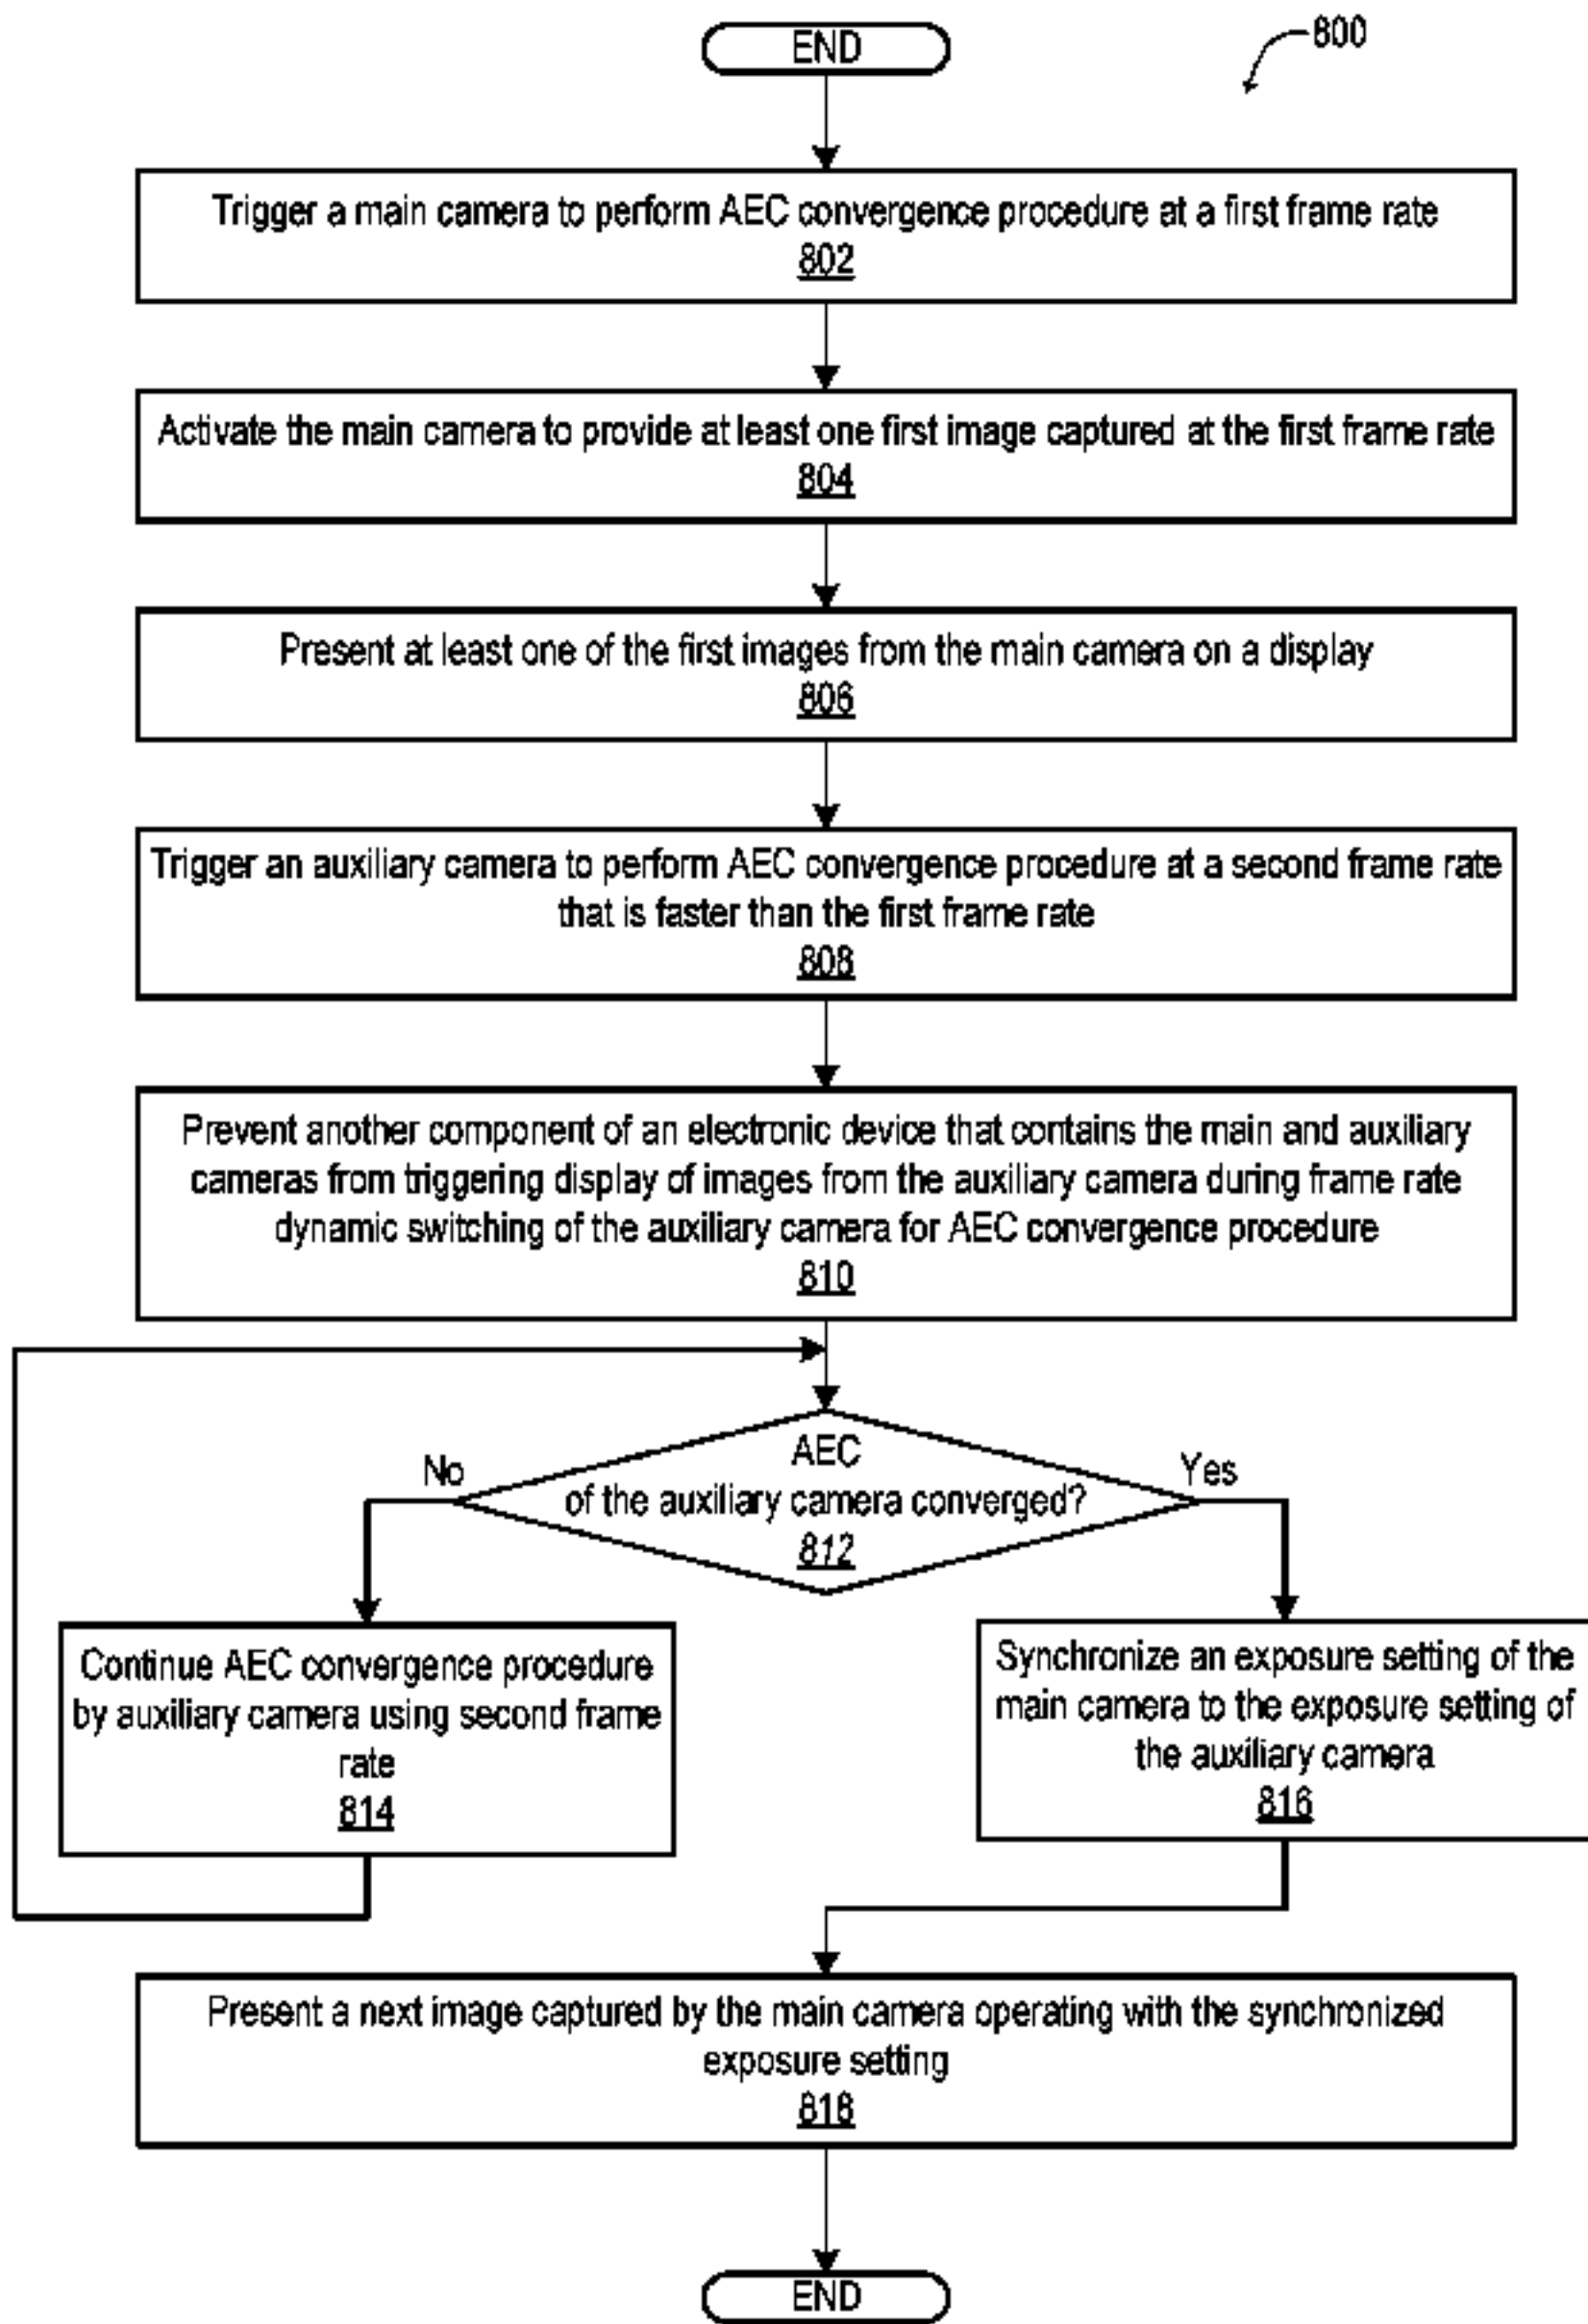 END
800
Trigger a main camera to perform AEC convergence procedure at a first frame rate
802
Activate the main camera to provide at least one first image captured at the first frame rate
804
Present at least one of the first images from the main camera on a display
806
Trigger an auxiliary camera to perform AEC convergence procedure at a second frame rate
that is faster than the first frame rate
808
Prevent another component of an electronic device that contains the main and auxiliary
cameras from triggering display of images from the auxiliary camera during frame rate
dynamic switching of the auxiliary camera for AEC convergence procedure
810
AEC
of the auxiliary camera converged?
812
No
Yes
Continue AEC convergence procedure
by auxiliary camera using second frame
rate
814
Synchronize an exposure setting of the
main camera to the exposure setting of
the auxiliary camera
816
Present a next image captured by the main camera operating with the synchronized
exposure setting
818
END